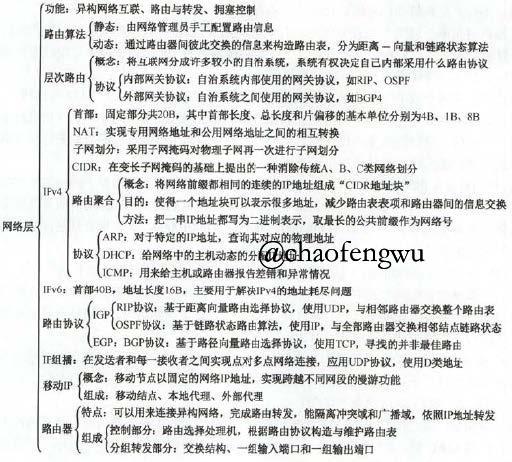 功能：异构网络互联、路由与转发、拥塞控制
路由算法
静态：由网络管理员手工配置路由信息
动态：通过路由器间彼此交换的信息来构造路由表，分为距离－向量和链路状态算法
层次路由
概念：将互联网分成许多较小的自治系统，系统有权决定自己内部采用什么路由协议
协议
内部网关协议：自治系统内部使用的网关协议，如RIP、OSPF
外部网关协议：自治系统之间使用的网关协议，如BGP4
网络层
IPv4
首部：固定部分共20B，其中首部长度、总长度和片偏移的基本单位分别为4B、1B、8B
NAT：实现专用网络地址和公用网络地址之间的相互转换
子网划分：采用子网掩码对物理子网再一次进行子网划分
CIDR：在变长子网掩码的基础上提出的一种消除传统A、B、C类网络划分
路由聚合
概念：将网络前缀都相同的连续的IP地址组成“CIDR地址块”
目的：使得一个地址块可以表示很多地址，减少路由表表项和路由器间的信息交换
方法：把一串IP地址都写为二进制表示，取最长的公共前缀作为网络号
协议
ARP：对于特定的IP地址，查询其对应的物理地址
DHCP：给网络中的主机动态的分
ICMP：用来给主机或路由器报告差错和异常情况
@chaofengwu
IPv6：首部40B，地址长度16B，主要用于解决IPv4的地址耗尽问题
路由协议
IGP
RIP协议：基于距离向量路由选择协议，使用UDP，与相邻路由器交换整个路由表
OSPF协议：基于链路状态路由算法，使用IP，与全部路由器交换相邻结点链路状态
EGP：BGP协议：基于路径向量路由选择协议，使用TCP，寻找的并非最佳路由
IP组播：在发送者和每一接收者之间实现点对多点网络连接，应用UDP协议，使用D类地址
移动IP
概念：移动节点以固定的网络IP地址，实现跨越不同网段的漫游功能
组成：移动结点、本地代理、外部代理
路由器
特点：可以用来连接异构网络，完成路由转发，能隔离冲突域和广播域，依照IP地址转发
组成
控制部分：路由选择处理机，根据路由协议构造与维护路由表
分组转发部分：交换结构、一组输入端口和一组输出端口